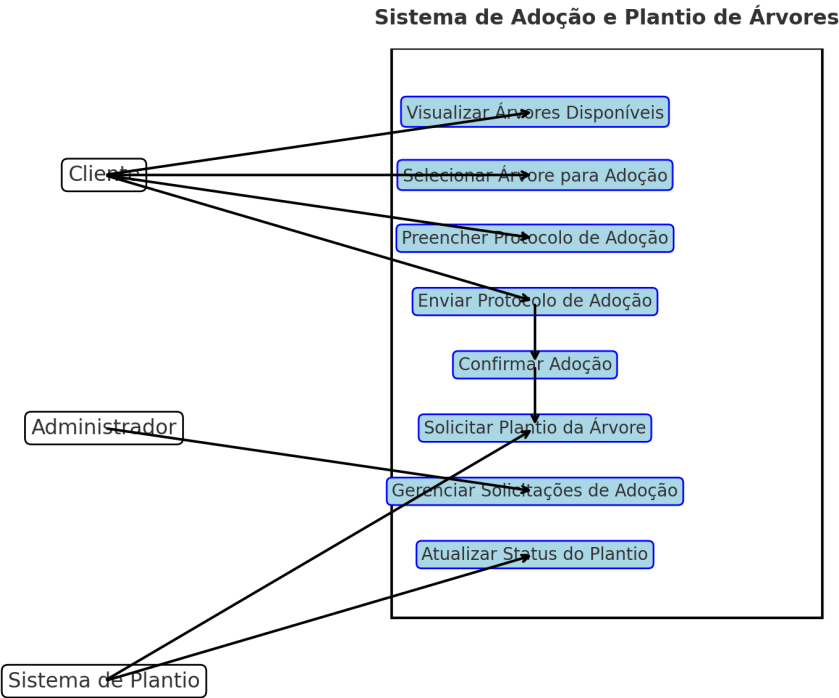 Sistema de Adoção e Plantio de Árvores
Visualizar Árvores Disponíveis
Cliente
Selecionar Árvore para Adoção
Preencher Protocolo de Adoção
Enviar Protocolo de Adoção
Confirmar Adoção
Administrador
Solicitar Plantio da Árvore
Gerenciar Solicitações de Adoção
Atualizar Status do Plantio
Sistema de Plantio